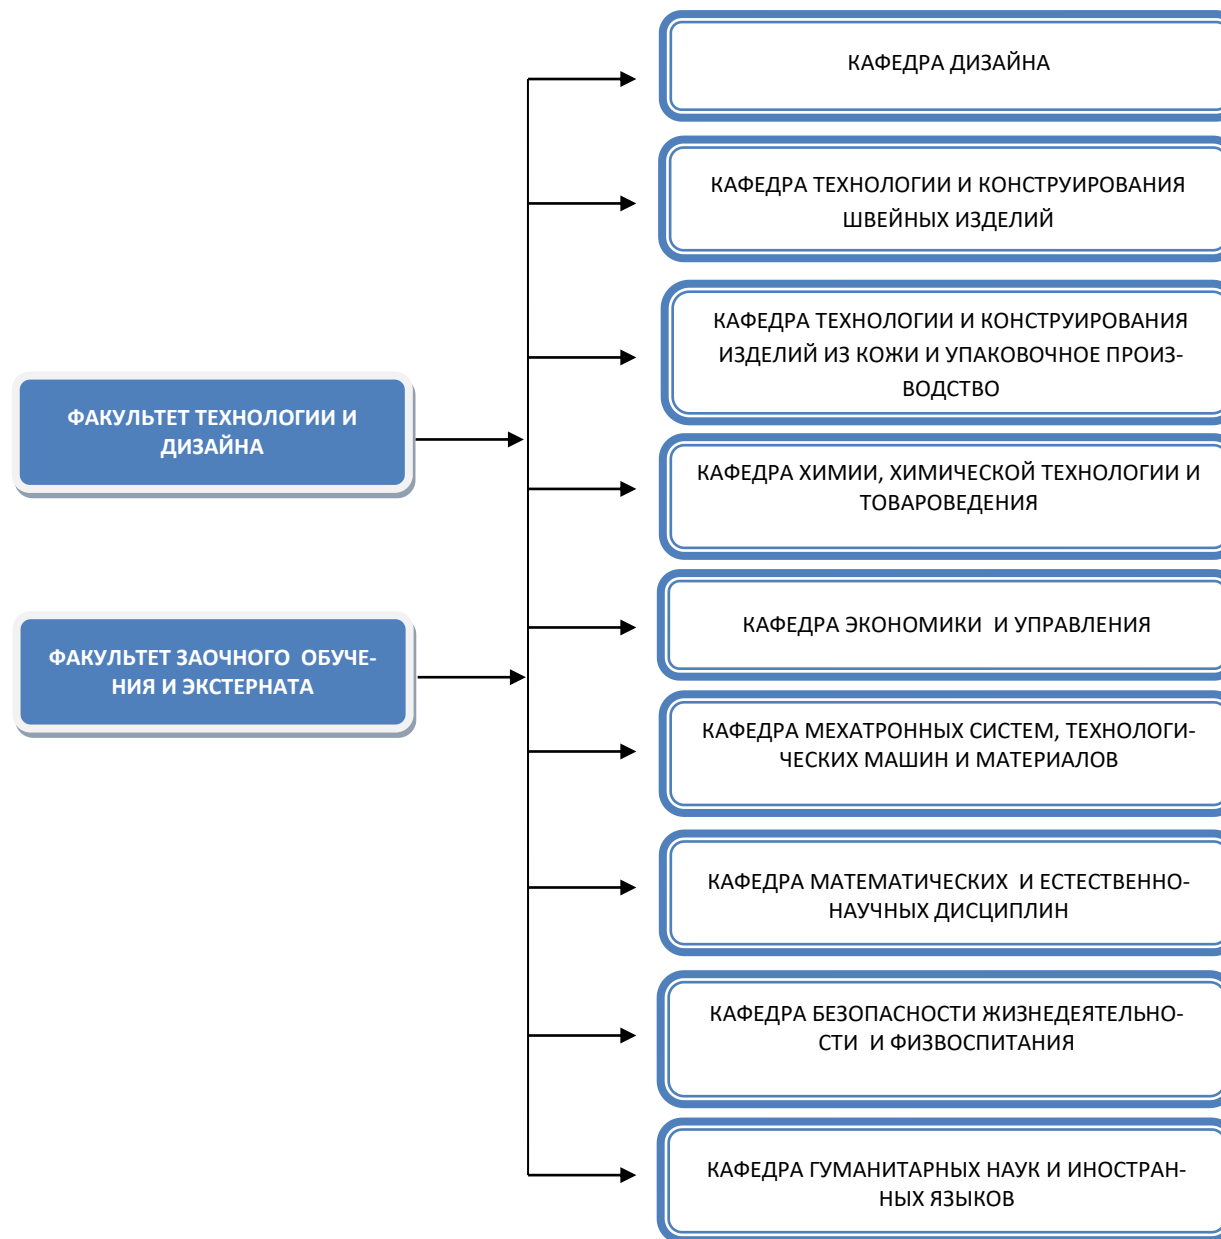 КАФЕДРА ДИЗАЙНА
КАФЕДРА ТЕХНОЛОГИИ И КОНСТРУИРОВАНИЯ
ШВЕЙНЫХ ИЗДЕЛИЙ
КАФЕДРА ТЕХНОЛОГИИ И КОНСТРУИРОВАНИЯ
ИЗДЕЛИЙ ИЗ КОЖИ И УПАКОВОЧНОЕ ПРОИЗ-
ВОДСТВО
ФАКУЛЬТЕТ ТЕХНОЛОГИИ И
ДИЗАЙНА
КАФЕДРА ХИМИИ, ХИМИЧЕСКОЙ ТЕХНОЛОГИИ И
ТОВАРОВЕДЕНИЯ
КАФЕДРА ЭКОНОМИКИ  И УПРАВЛЕНИЯ
ФАКУЛЬТЕТ ЗАОЧНОГО  ОБУЧЕ-
НИЯ И ЭКСТЕРНАТА
КАФЕДРА МЕХАТРОННЫХ СИСТЕМ, ТЕХНОЛОГИ-
ЧЕСКИХ МАШИН И МАТЕРИАЛОВ
КАФЕДРА МАТЕМАТИЧЕСКИХ  И ЕСТЕСТВЕННО-
НАУЧНЫХ ДИСЦИПЛИН
КАФЕДРА БЕЗОПАСНОСТИ ЖИЗНЕДЕЯТЕЛЬНО-
СТИ  И ФИЗВОСПИТАНИЯ
КАФЕДРА ГУМАНИТАРНЫХ НАУК И ИНОСТРАН-
НЫХ ЯЗЫКОВ